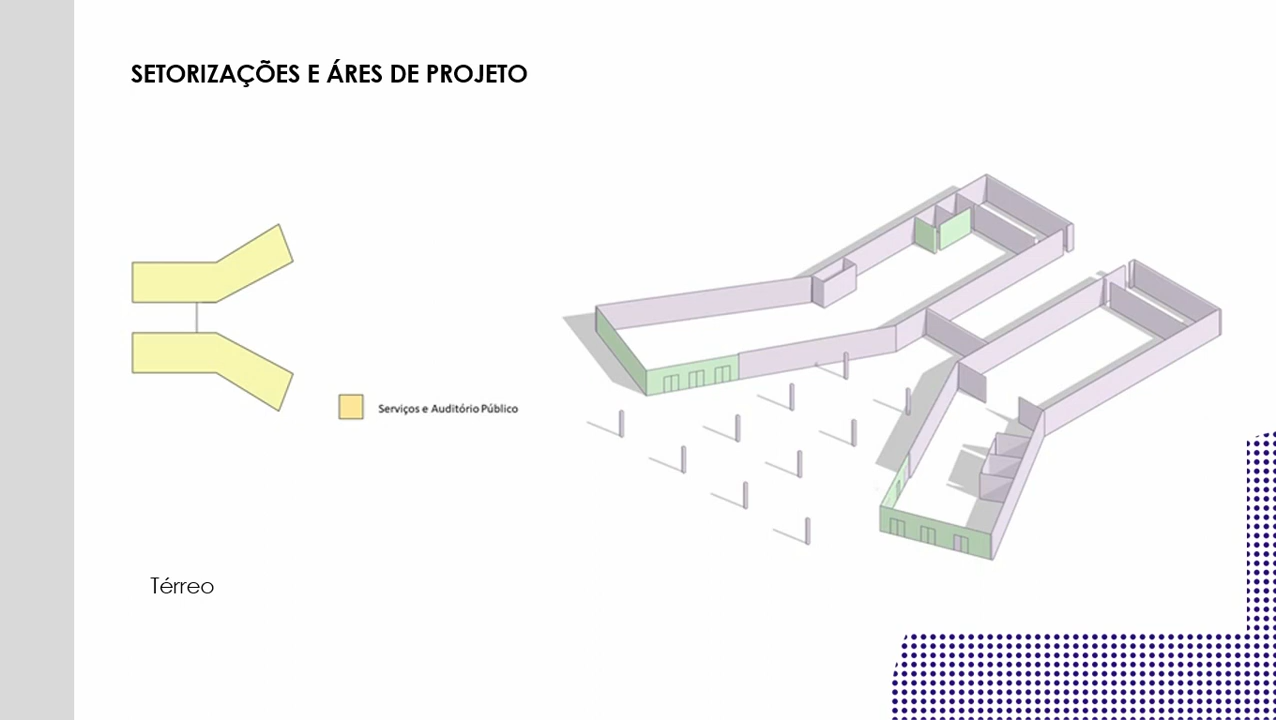 SETORIZAÇÕES E ÁRES DE PROJETO
Serviços e Auditório Público
Térreo